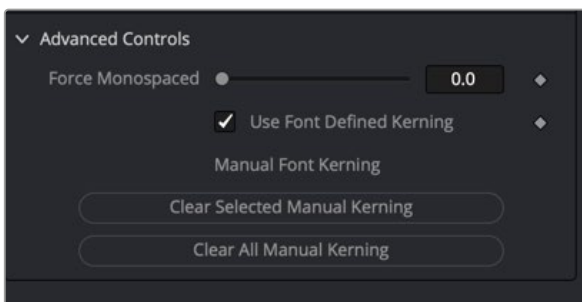 Advanced Controls
Force Monospaced 0.0
Use Font Defined Kerning
Manual Font Kerning
Clear Selected Manual Kerning
Clear All Manual Kerning